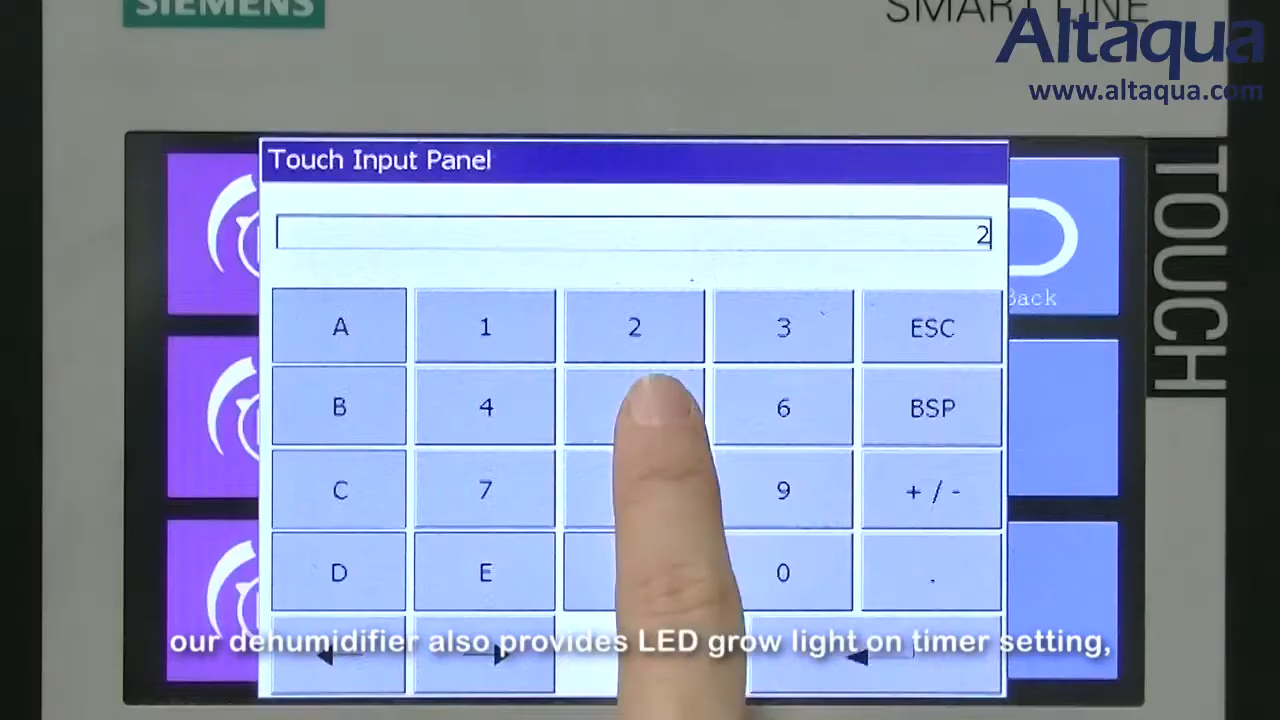 SIEMENS
SMART LINE
Altaqua
www.altaqua.com
TOUCH
Touch Input Panel
2
A 1 2 3 ESC
Back
B 4 6 BSP
C 7 9 + / -
D E 0 .
our dehumidifier also provides LED grow light on timer setting,